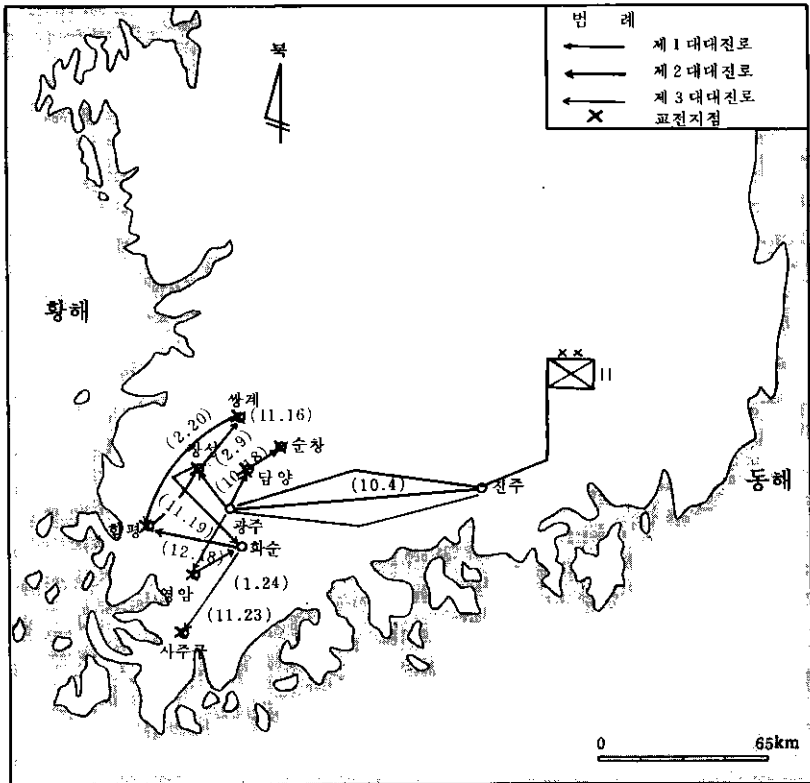 범 례
제1대대진로
제2대대진로
제3대대진로
교전지점
북
황해
쌍계
(11.16)
(2.20)
(2.9)
순창
(10.18)
담양
(10.4)
진주
동해
광주
(11.19)
함평
화순
(12.18)
영암
(1.24)
(11.23)
0 65km